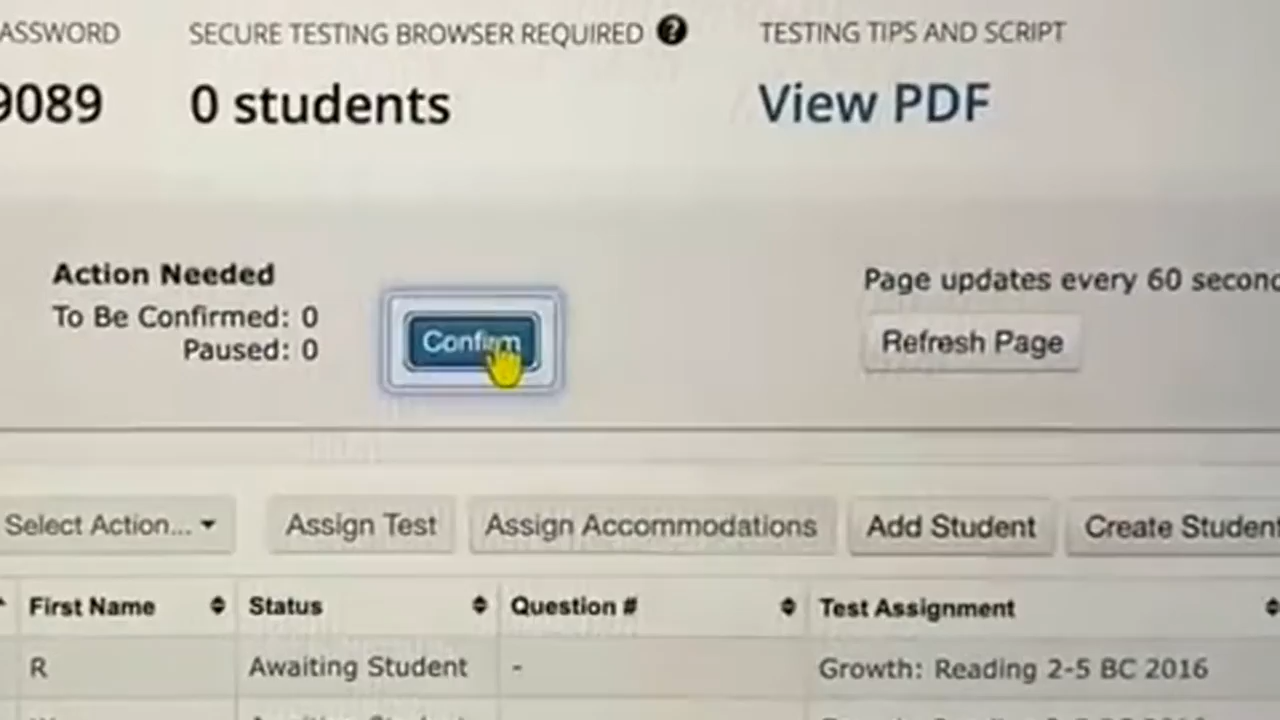 ASSWORD SECURE TESTING BROWSER REQUIRED ? TESTING TIPS AND SCRIPT
9089 0 students View PDF
Action Needed
To Be Confirmed: 0
Paused: 0
Confirm
Page updates every 60 second
Refresh Page
Select Action... Assign Test Assign Accommodations Add Student Create Student
First Name Status Question # Test Assignment
R Awaiting Student - Growth: Reading 2-5 BC 2016